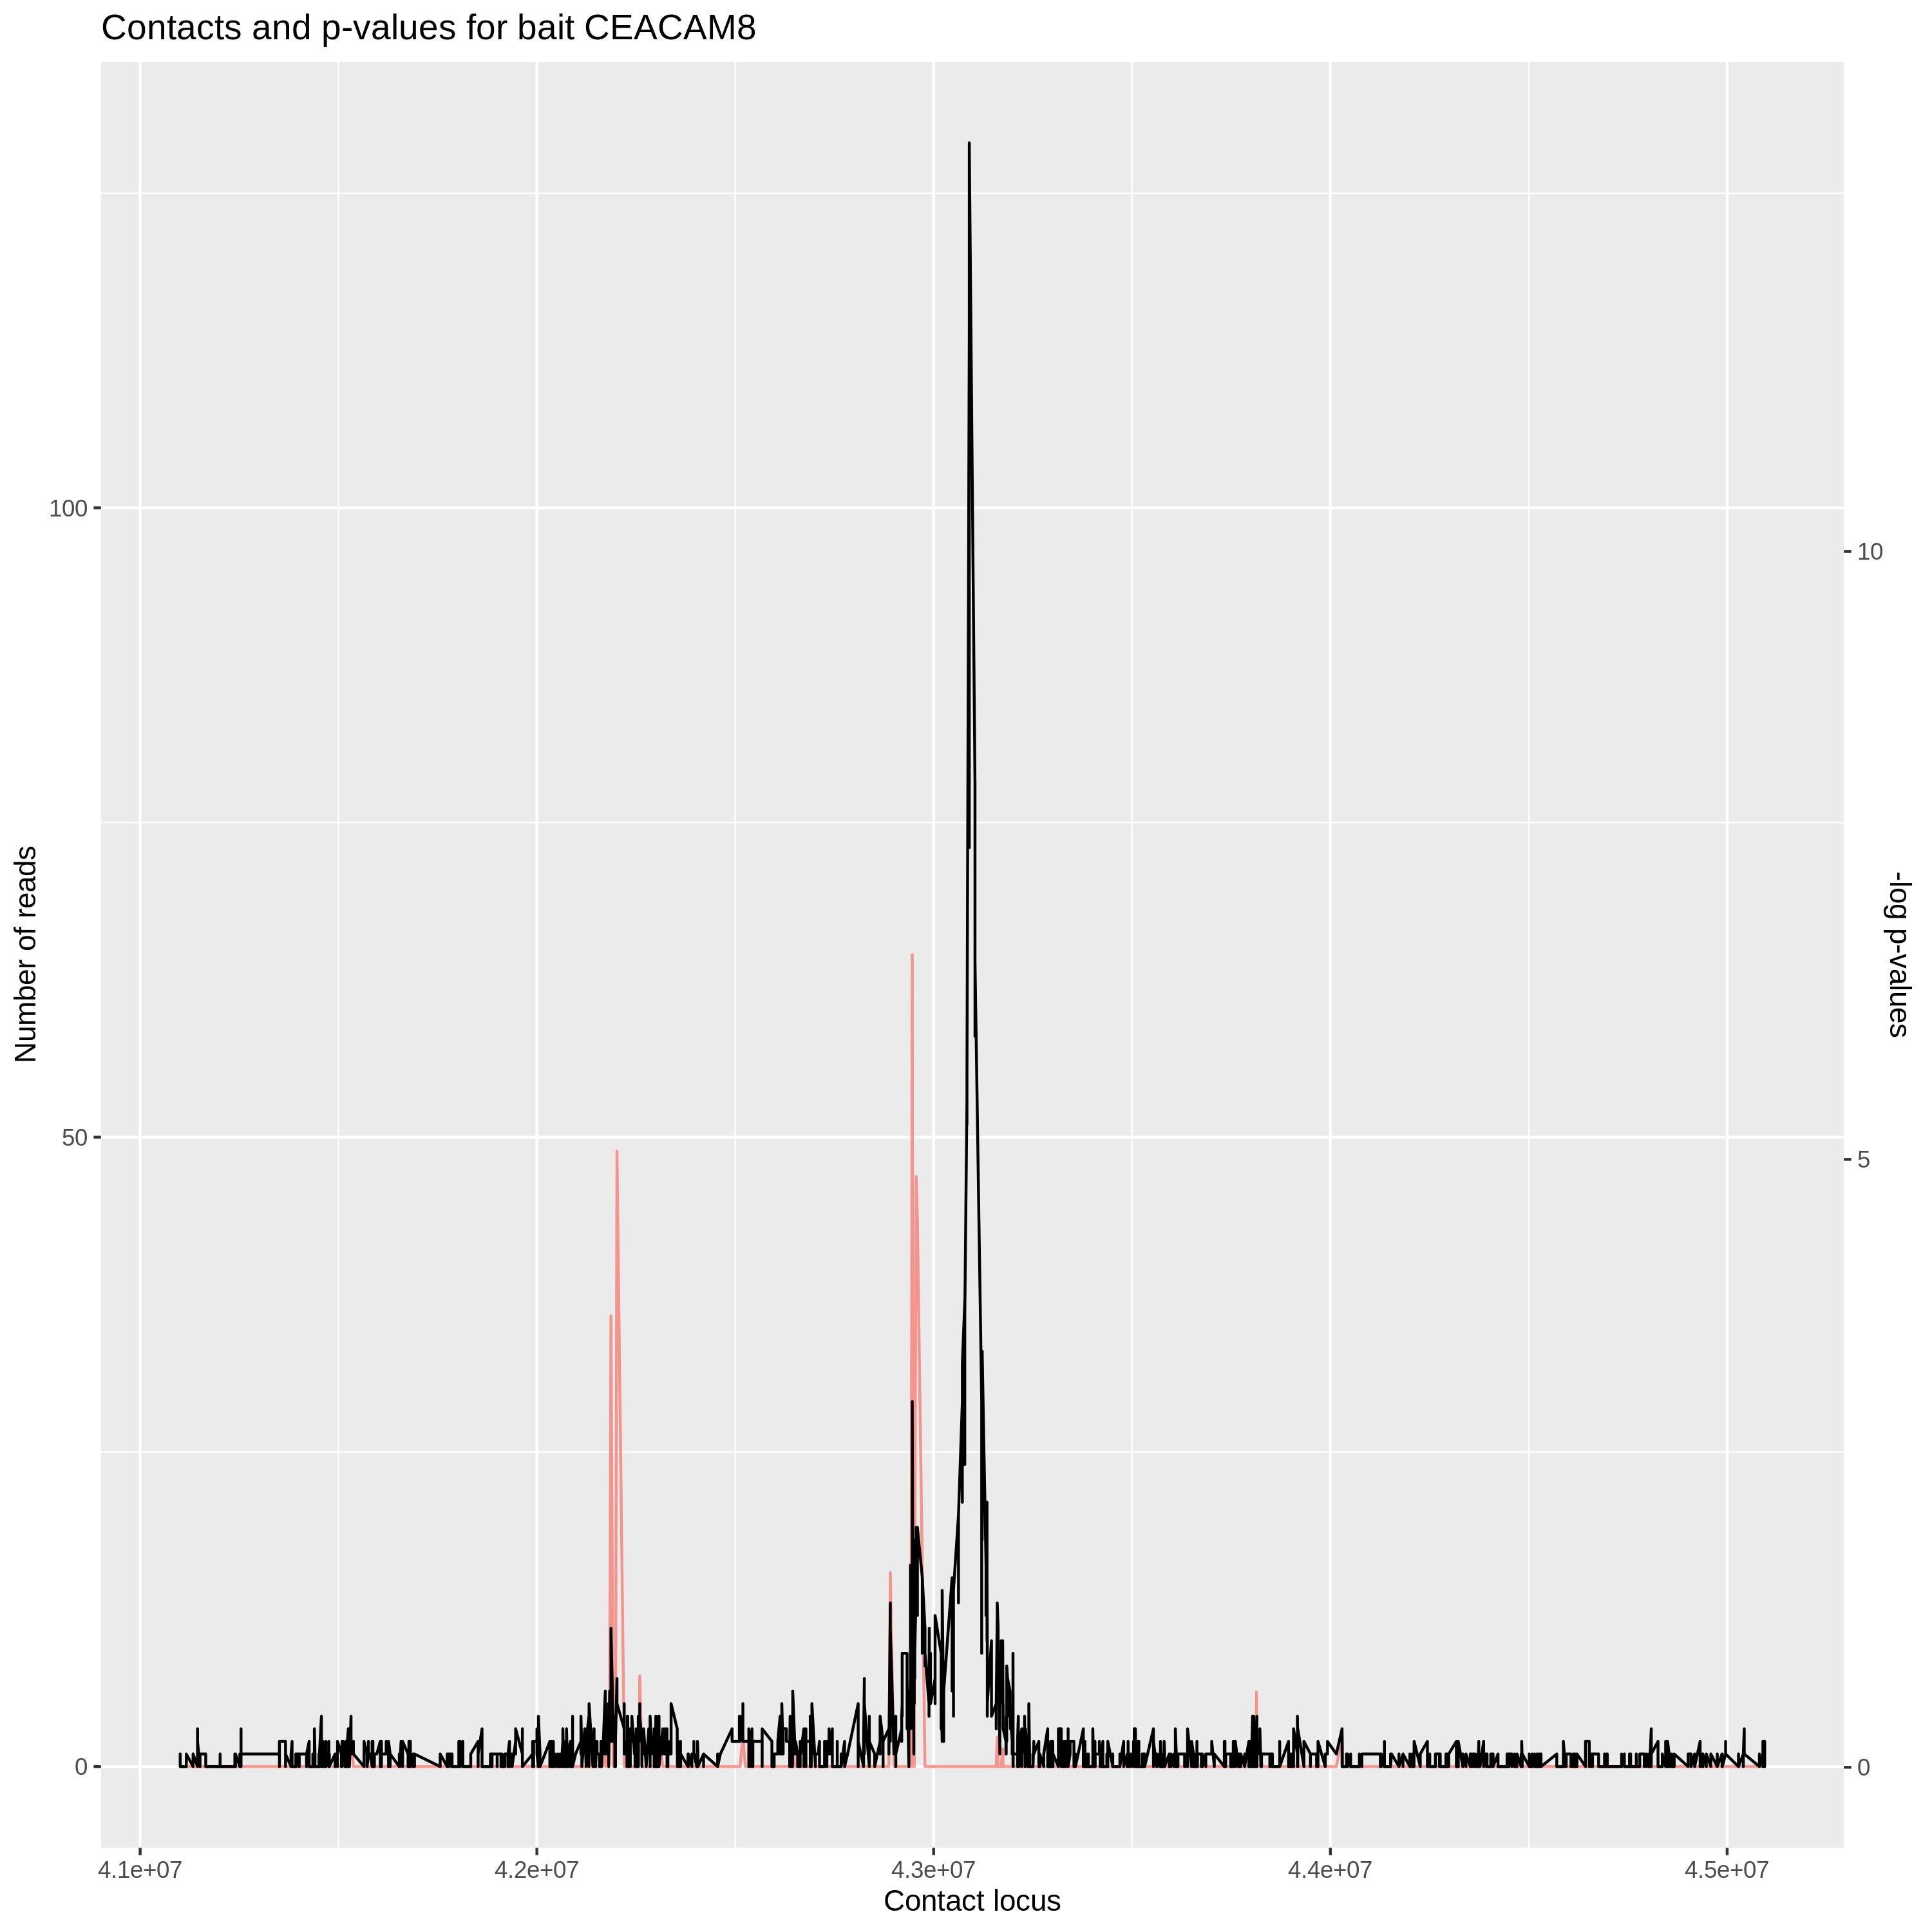 Contacts and p-values for bait CEACAM8
Number of reads
100
50
0
10
5
0
-log p-values
4.1e+07
4.2e+07
4.3e+07
4.4e+07
4.5e+07
Contact locus